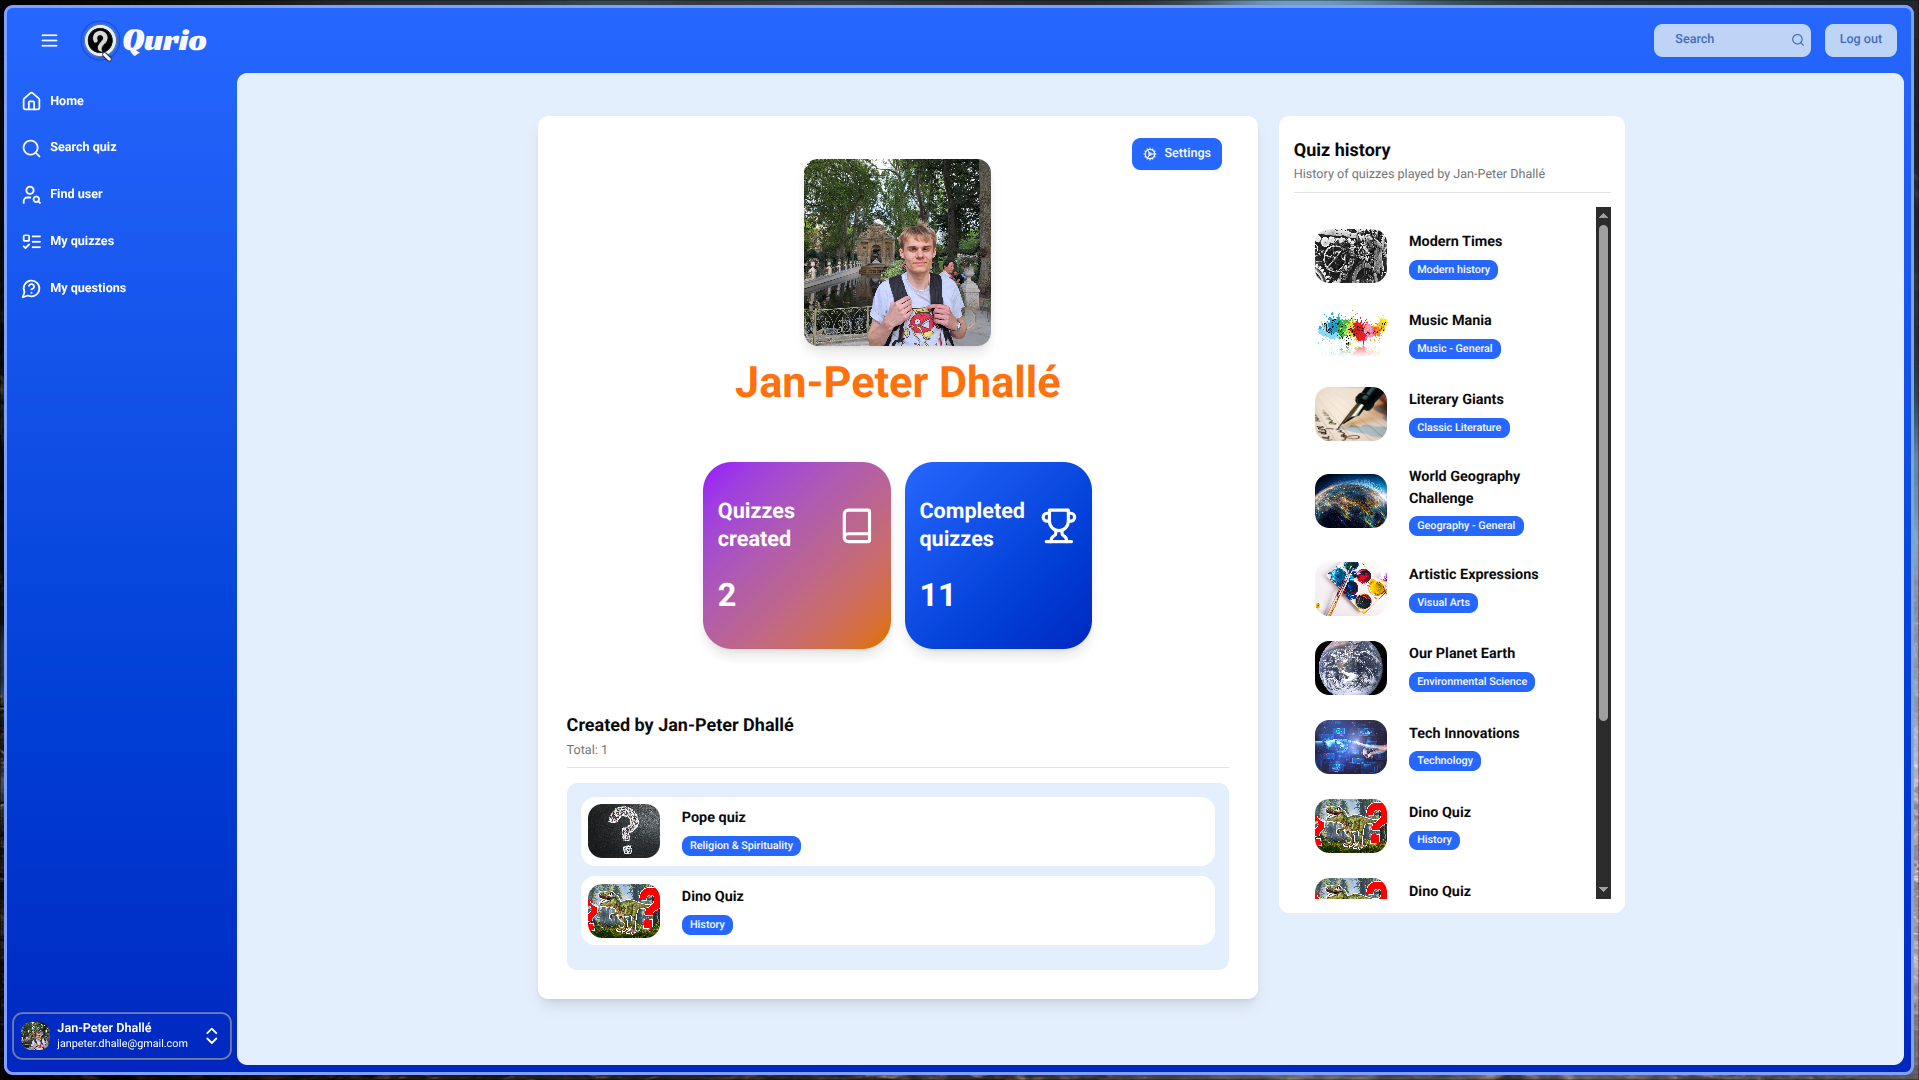 Qurio
Search
Log out
Home
Search quiz
Find user
My quizzes
My questions
Jan-Peter Dhallé
janpeter.dhalle@gmail.com
Settings
Jan-Peter Dhallé
Quizzes
created
2
Completed
quizzes
11
Created by Jan-Peter Dhallé
Total: 1
Pope quiz
Religion & Spirituality
Dino Quiz
History
Quiz history
History of quizzes played by Jan-Peter Dhallé
Modern Times
Modern history
Music Mania
Music - General
Literary Giants
Classic Literature
World Geography
Challenge
Geography - General
Artistic Expressions
Visual Arts
Our Planet Earth
Environmental Science
Tech Innovations
Technology
Dino Quiz
History
Dino Quiz